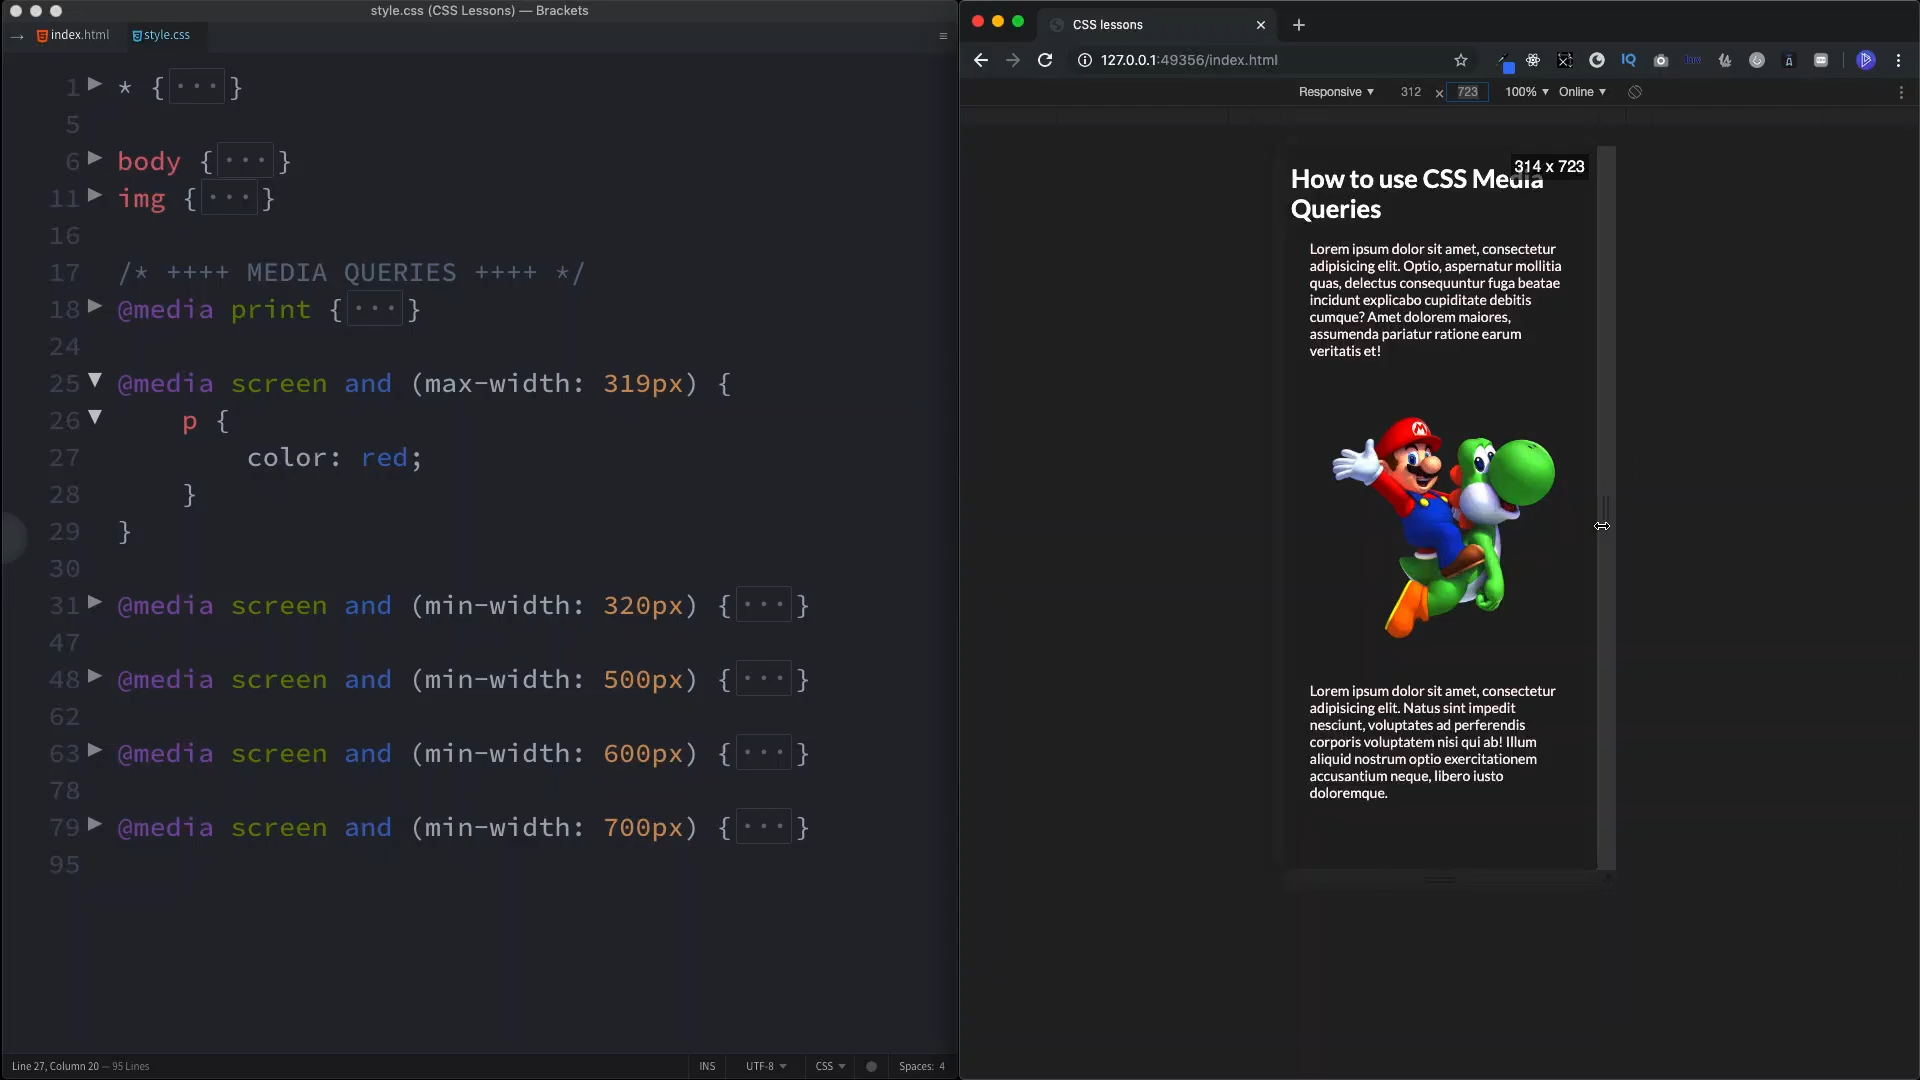 style.css (CSS Lessons) — Brackets
index.html
style.css
1 * {···}
5
6 body {···}
11 img {···}
16
17 /* ++++ MEDIA QUERIES ++++ */
18 @media print {···}
24
25 @media screen and (max-width: 319px) {
26 p {
27 color: red;
28 }
29 }
30
31 @media screen and (min-width: 320px) {···}
47
48 @media screen and (min-width: 500px) {···}
62
63 @media screen and (min-width: 600px) {···}
78
79 @media screen and (min-width: 700px) {···}
95
Line 27, Column 20 — 95 Lines
INS
UTF-8
CSS
Spaces: 4
CSS lessons
127.0.0.1:49356/index.html
IQ
Responsive 312 × 723 100% Online
314 x 723
How to use CSS Media
Queries
Lorem ipsum dolor sit amet, consectetur
adipisicing elit. Optio, aspernatur mollitia
quas, delectus consequuntur fuga beatae
incidunt explicabo cupiditate debitis
cumque? Amet dolorem maiores,
assumenda pariatur ratione earum
veritatis et!
M
Lorem ipsum dolor sit amet, consectetur
adipisicing elit. Natus sint impedit
nesciunt, voluptates ad perferendis
corporis voluptatem nisi qui ab! Illum
aliquid nostrum optio exercitationem
accusantium neque, libero iusto
doloremque.